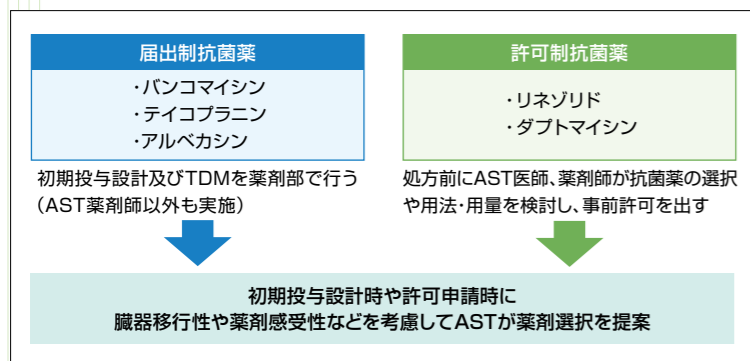 届出制抗菌薬
・バンコマイシン
・テイコプラニン
・アルベカシン
初期投与設計及びTDMを薬剤部で行う
（AST薬剤師以外も実施）
許可制抗菌薬
・リネゾリド
・ダプトマイシン
処方前にAST医師、薬剤師が抗菌薬の選択
や用法・用量を検討し、事前許可を出す
初期投与設計時や許可申請時に
臓器移行性や薬剤感受性などを考慮してASTが薬剤選択を提案